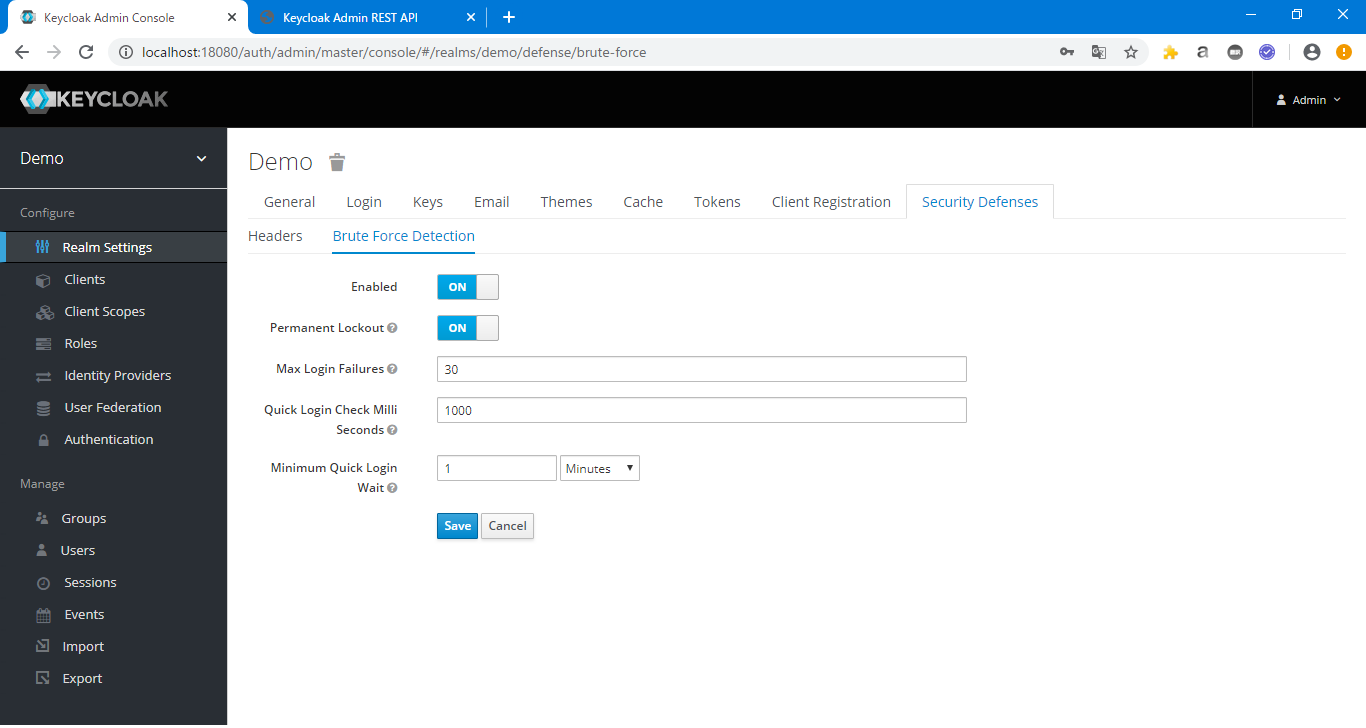 Keycloak Admin Console
Keycloak Admin REST API
localhost:18080/auth/admin/master/console/#/realms/demo/defense/brute-force
KEYCLOAK
Admin
Demo
Configure
Realm Settings
Clients
Client Scopes
Roles
Identity Providers
User Federation
Authentication
Manage
Groups
Users
Sessions
Events
Import
Export
Demo
General Login Keys Email Themes Cache Tokens Client Registration Security Defenses
Headers Brute Force Detection
Enabled ON
Permanent Lockout ON
Max Login Failures 30
Quick Login Check Milli 1000
Seconds
Minimum Quick Login 1 Minutes
Wait
Save Cancel